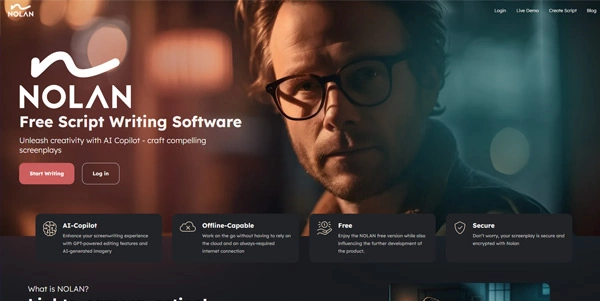 NOLAN
Login
Live Demo
Create Script
Blog
NOLAN
Free Script Writing Software
Unleash creativity with AI Copilot - craft compelling
screenplays
Start Writing
Log in
AI-Copilot
Enhance your screenwriting experience
with GPT-powered editing features and
AI-generated imagery
Offline-Capable
Work on the go without having to rely on
the cloud and an always-required
internet connection
Free
Enjoy the NOLAN free version while also
influencing the further development of
the product.
Secure
Don't worry, your screenplay is secure and
encrypted with Nolan
What is NOLAN?